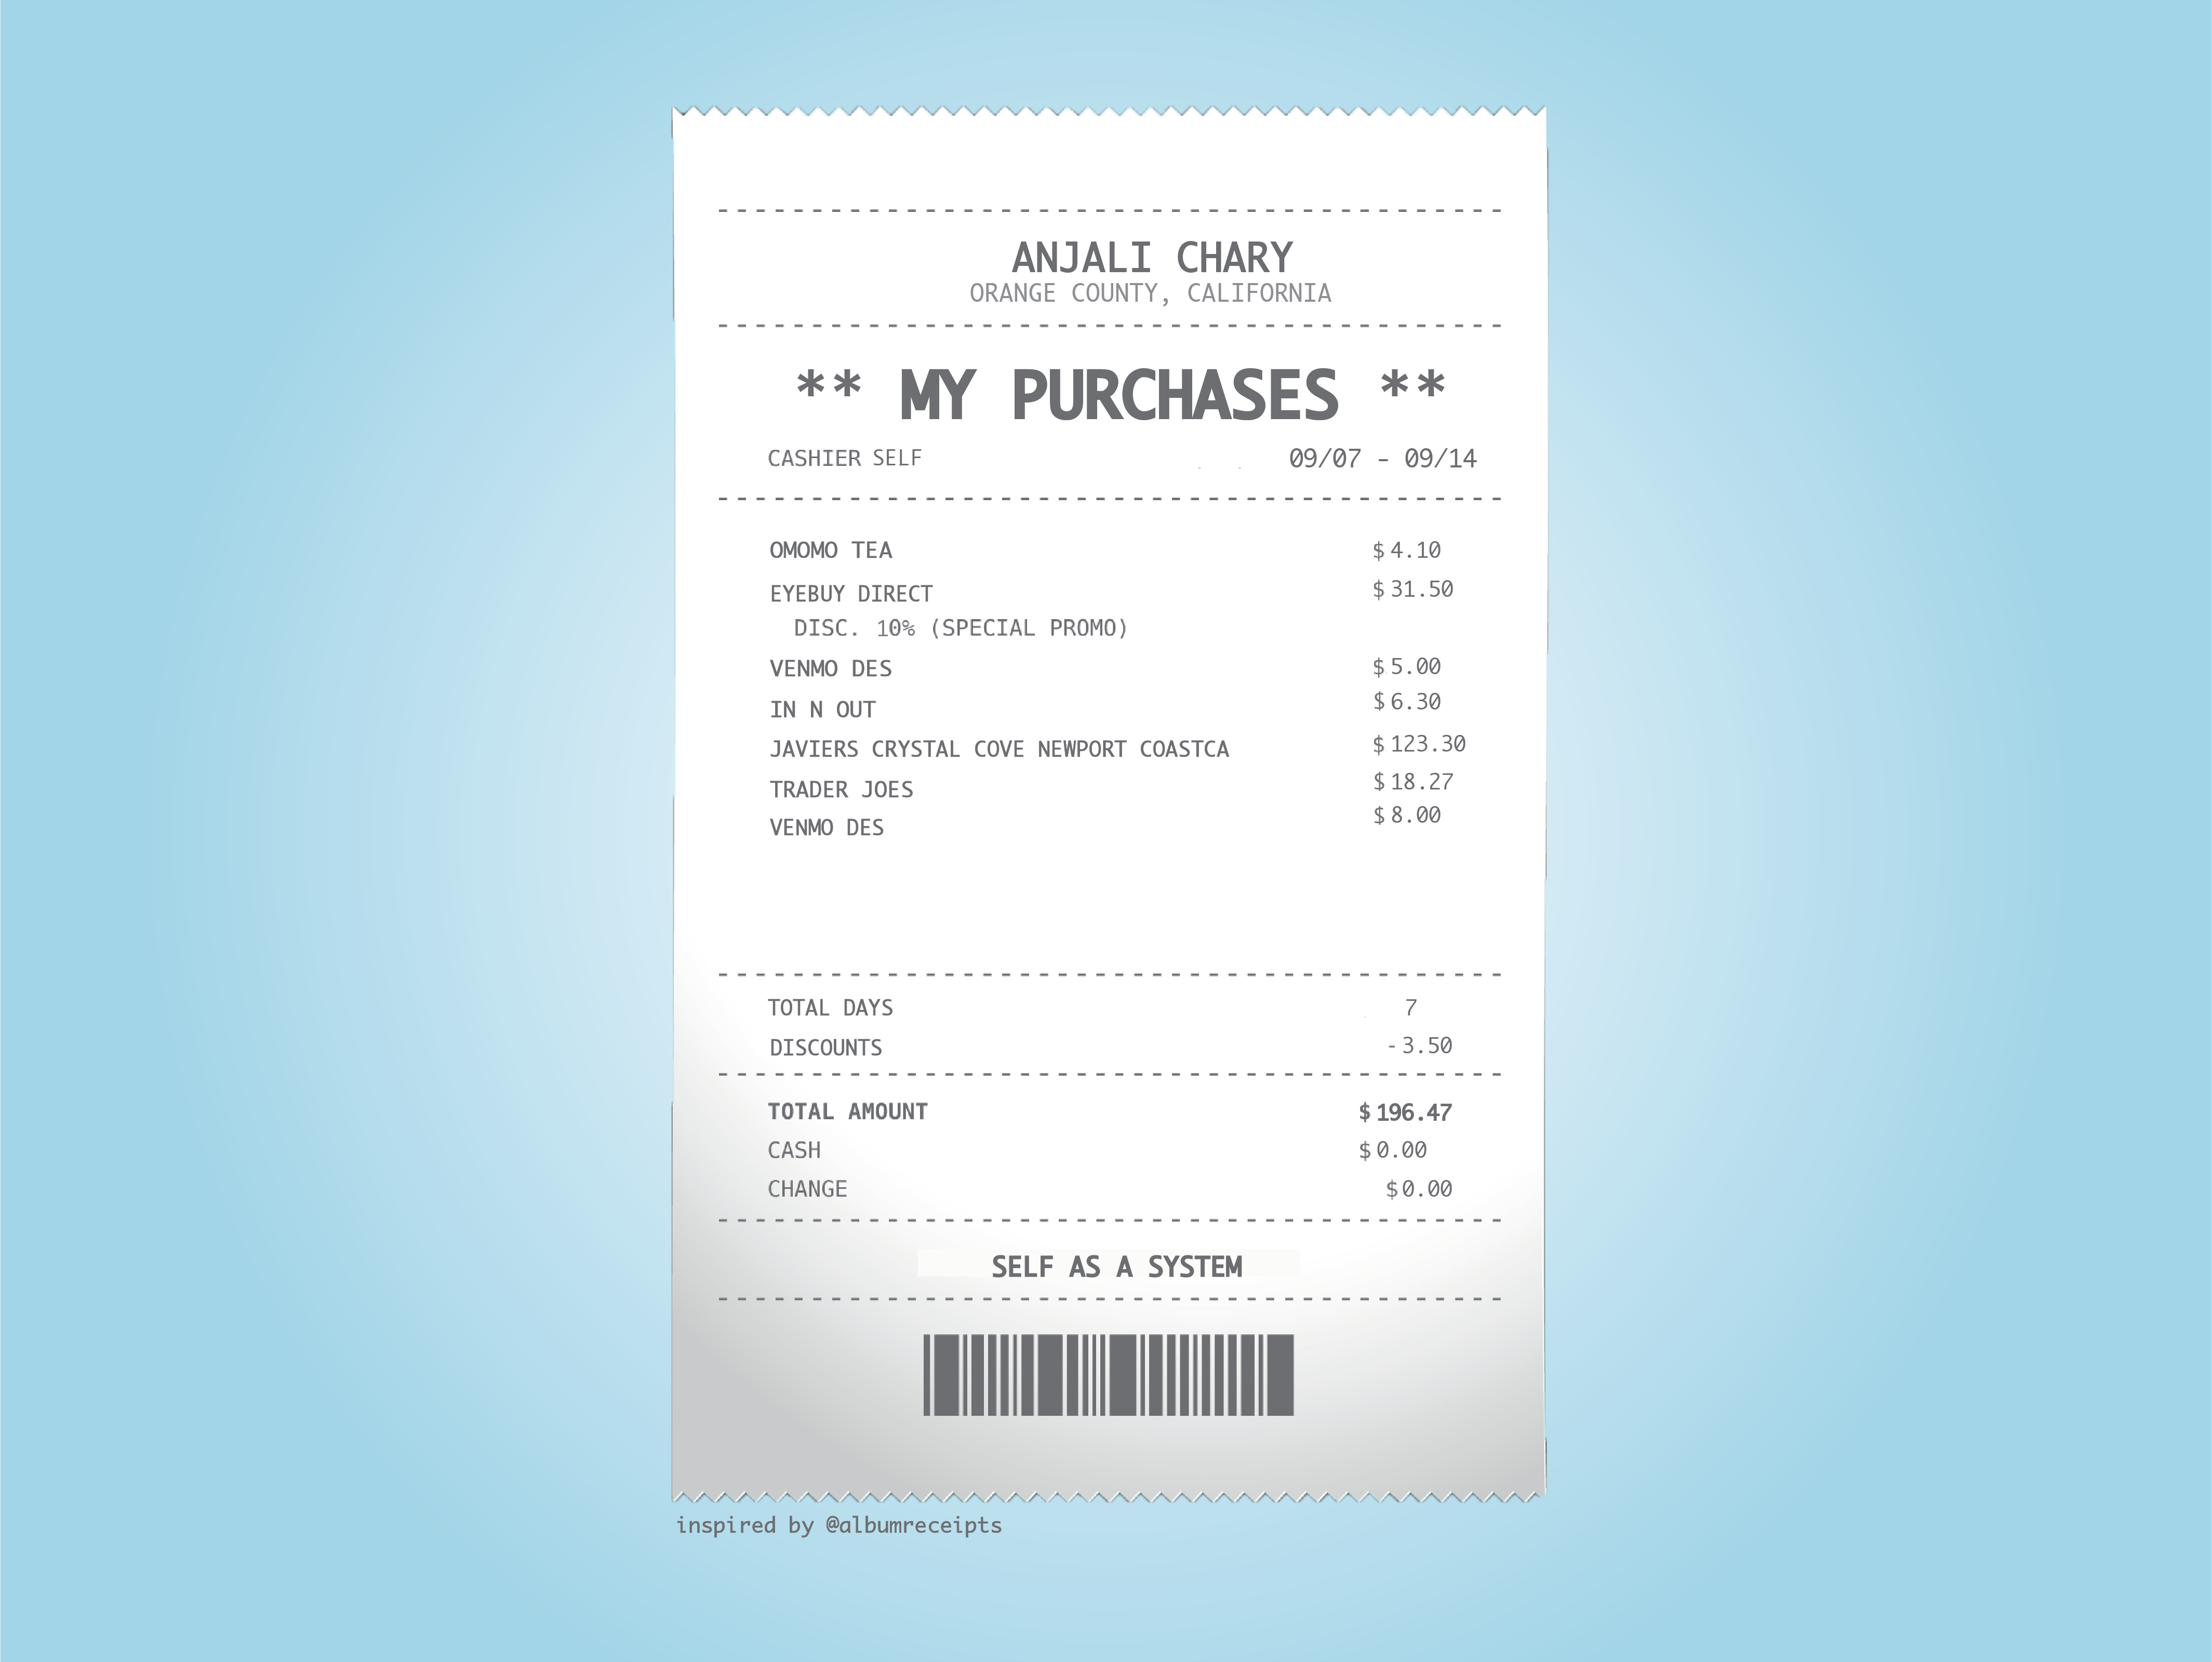 ANJALI CHARY
ORANGE COUNTY, CALIFORNIA
** MY PURCHASES **
CASHIER SELF 09/07 - 09/14
OMOMO TEA $ 4.10
EYEBUY DIRECT $ 31.50
DISC. 10% (SPECIAL PROMO)
VENMO DES $ 5.00
IN N OUT $ 6.30
JAVIERS CRYSTAL COVE NEWPORT COASTCA $ 123.30
TRADER JOES $ 18.27
VENMO DES $ 8.00
TOTAL DAYS 7
DISCOUNTS - 3.50
TOTAL AMOUNT $ 196.47
CASH $ 0.00
CHANGE $ 0.00
SELF AS A SYSTEM
inspired by @albumreceipts